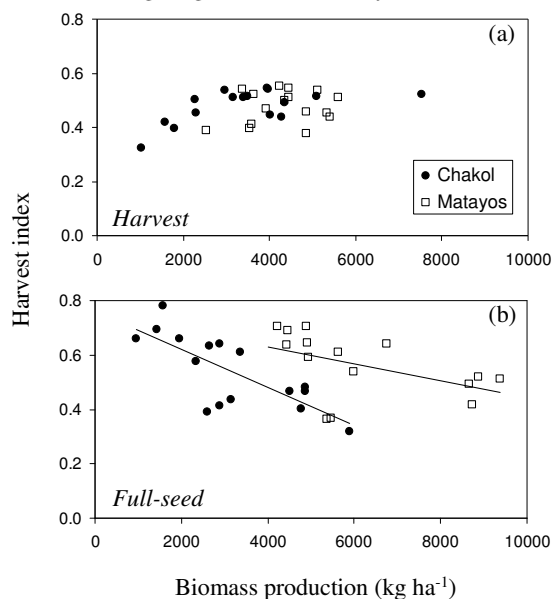 (a)
0.8
0.6
0.4
0.2
0.0
Harvest
Chakol
Matayos
0 2000 4000 6000 8000 10000
Harvest index
(b)
0.8
0.6
0.4
0.2
0.0
Full-seed
0 2000 4000 6000 8000 10000
Biomass production (kg ha⁻¹)